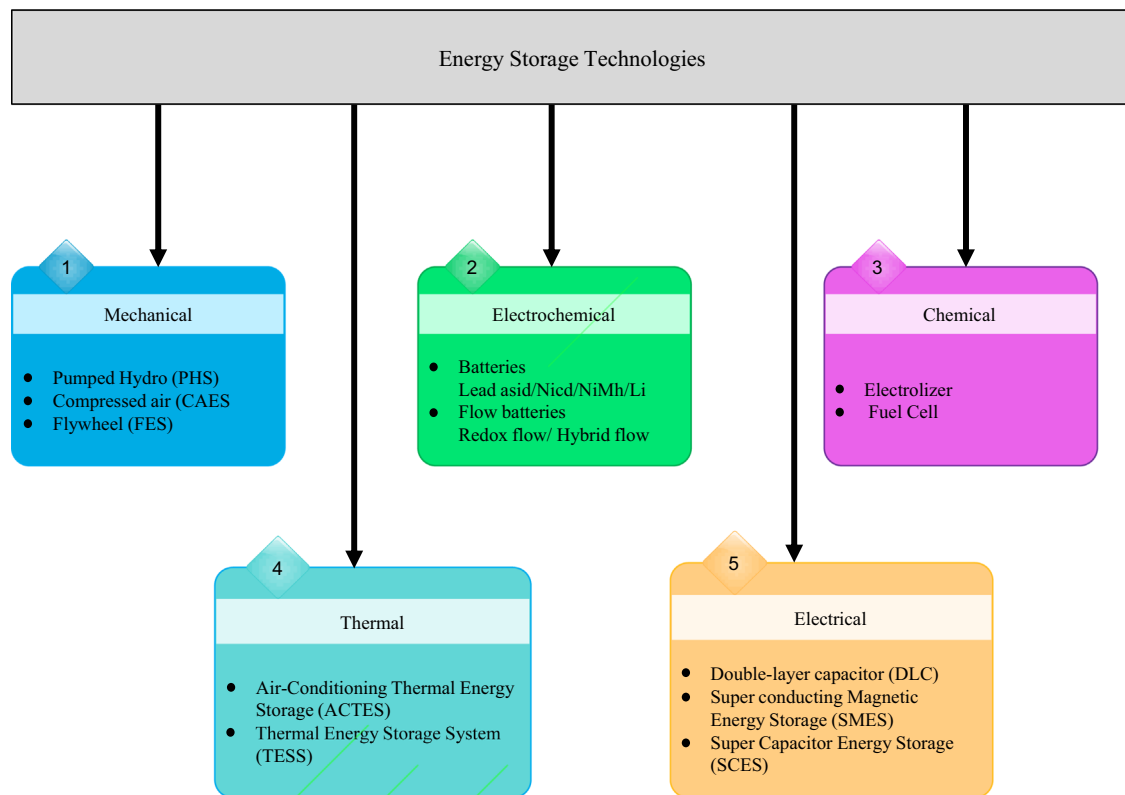 Energy Storage Technologies
1
Mechanical
● Pumped Hydro (PHS)
● Compressed air (CAES
● Flywheel (FES)
2
Electrochemical
● Batteries
Lead asid/Nicd/NiMh/Li
● Flow batteries
Redox flow/ Hybrid flow
3
Chemical
● Electrolizer
● Fuel Cell
4
Thermal
● Air-Conditioning Thermal Energy
Storage (ACTES)
● Thermal Energy Storage System
(TESS)
5
Electrical
● Double-layer capacitor (DLC)
● Super conducting Magnetic
Energy Storage (SMES)
● Super Capacitor Energy Storage
(SCES)